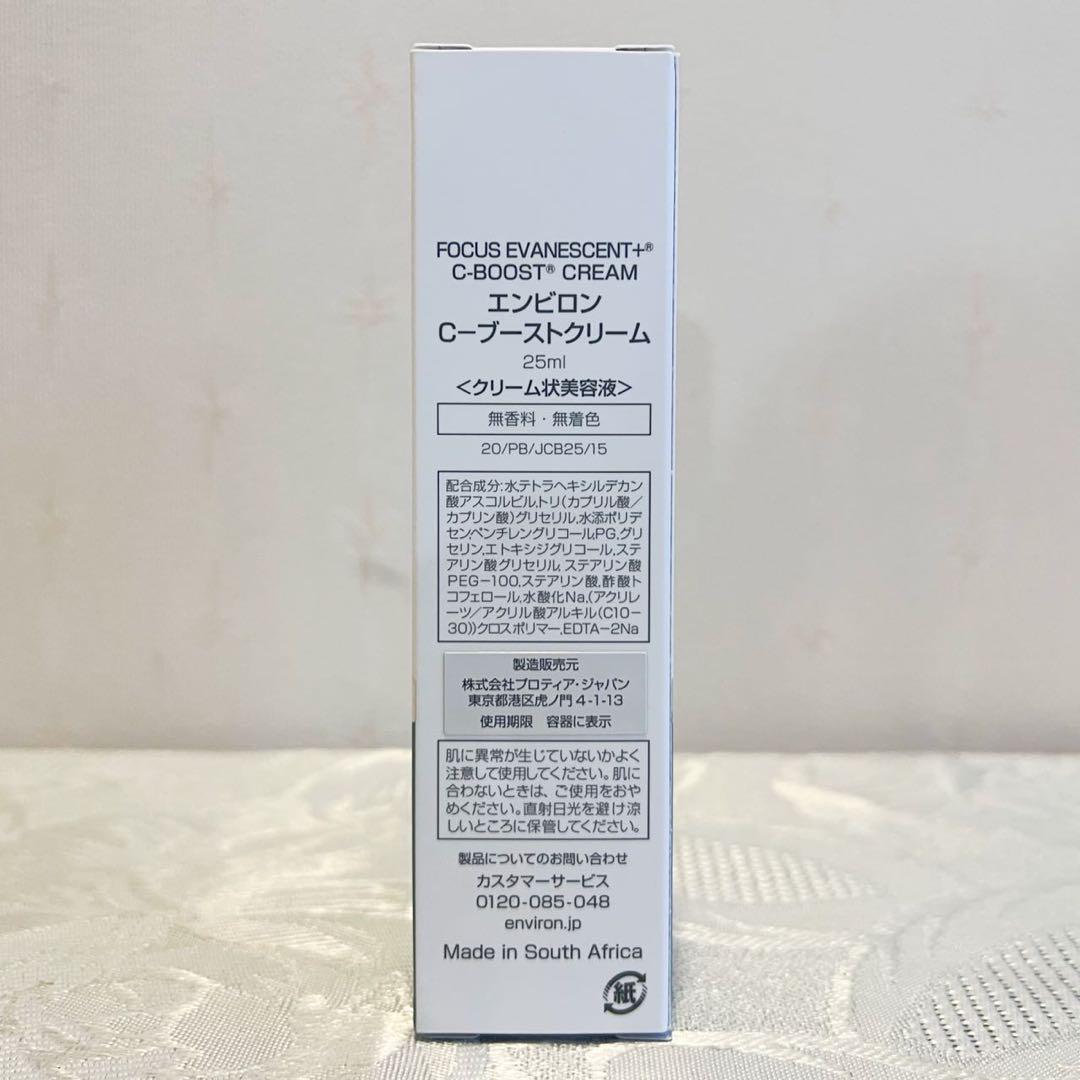 FOCUS EVANESCENT+®
C-BOOST® CREAM
エンビロン
C−ブーストクリーム
25ml
<クリーム状美容液>
無香料・無着色
20/PB/JCB25/15
配合成分:水,テトラヘキシルデカン
酸アスコルビル,トリ(カプリル酸/
カプリン酸)グリセリル,水添ポリデ
セン,ペンチレングリコール,PG,グリ
セリン,エトキシジグリコール,ステ
アリン酸グリセリル,ステアリン酸
PEG−100,ステアリン酸,酢酸ト
コフェロール,水酸化Na,(アクリレ
ーツ/アクリル酸アルキル(C10−
30))クロスポリマー,EDTA−2Na
製造販売元
株式会社プロティア・ジャパン
東京都港区虎ノ門4-1-13
使用期限 容器に表示
肌に異常が生じていないかよく
注意して使用してください。肌に
合わないときは、ご使用をおや
めください。直射日光を避け涼
しいところに保管してください。
製品についてのお問い合わせ
カスタマーサービス
0120-085-048
environ.jp
Made in South Africa
紙